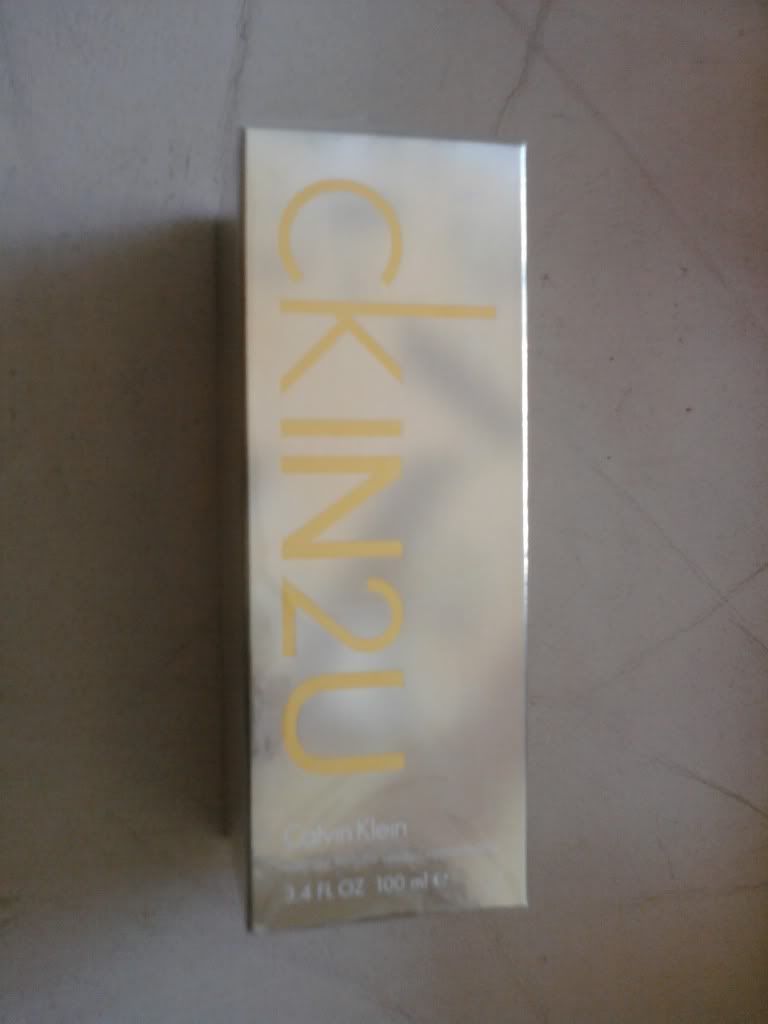 ckIN2U
Calvin Klein
3.4 FL OZ 100 ml e